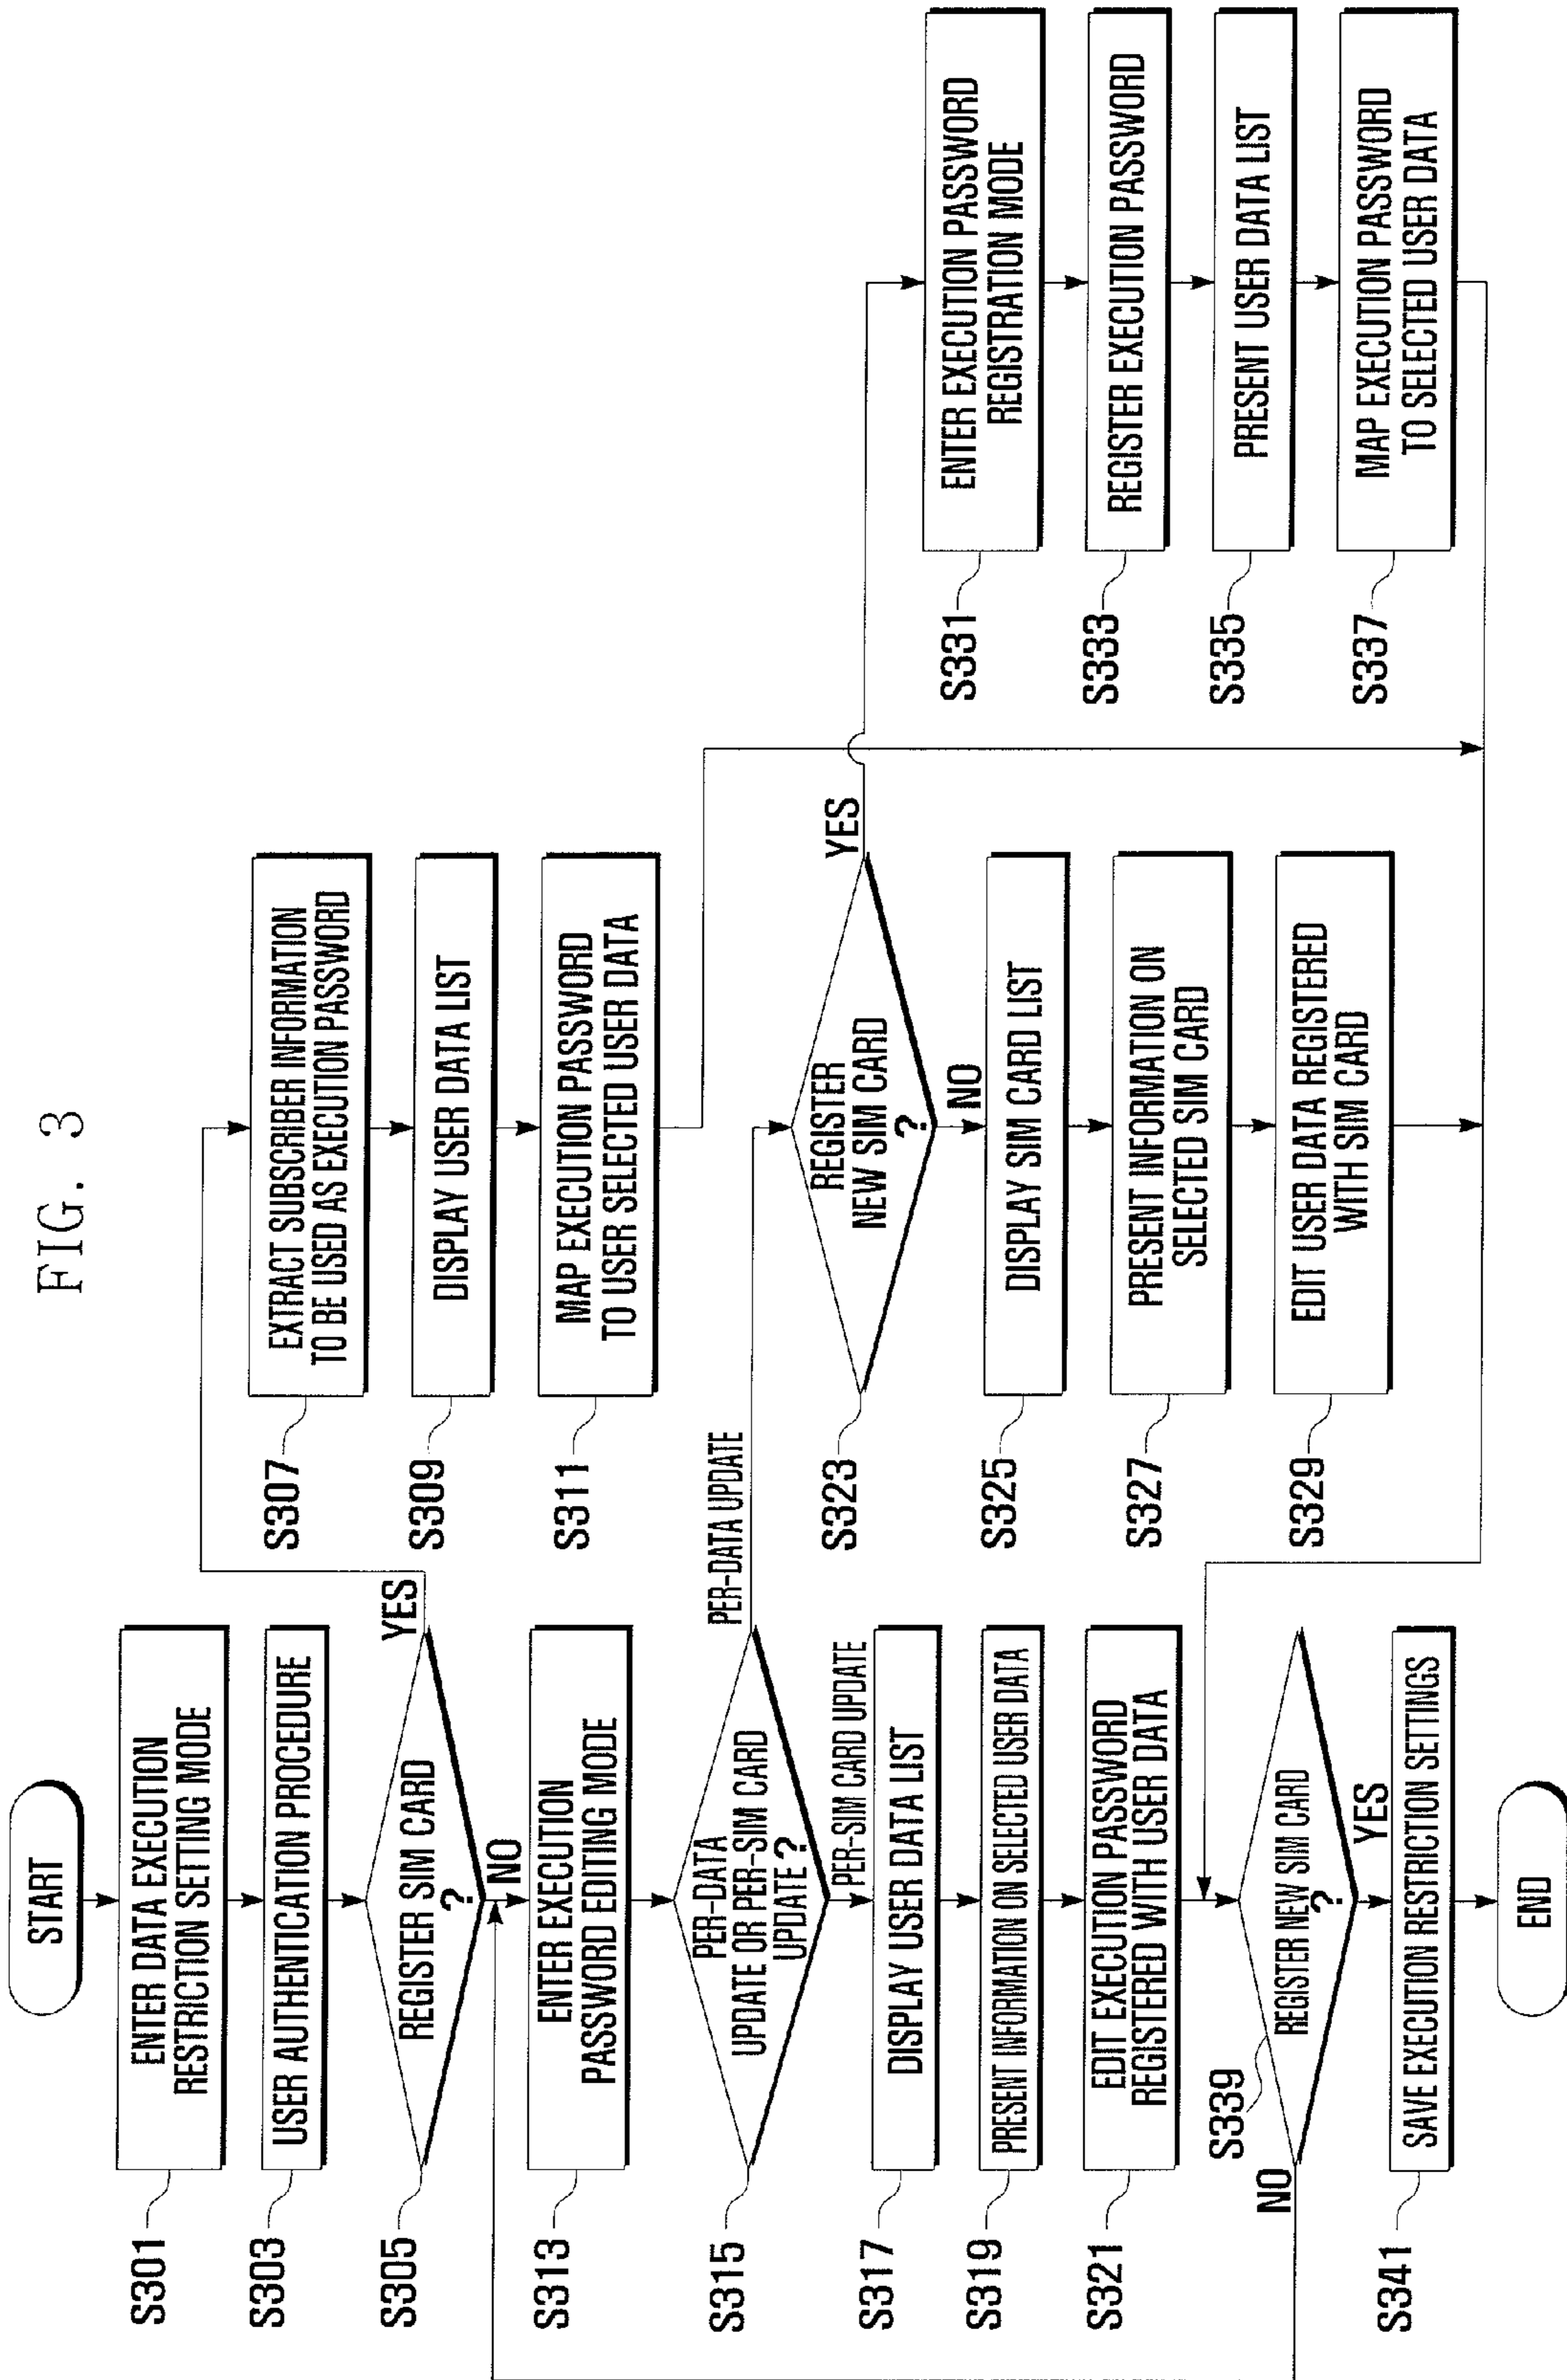 FIG. 3
START
ENTER DATA EXECUTION
RESTRICTION SETTING MODE
S301
USER AUTHENTICATION PROCEDURE
S303
REGISTER SIM CARD
?
S305
YES
NO
EXTRACT SUBSCRIBER INFORMATION
TO BE USED AS EXECUTION PASSWORD
S307
DISPLAY USER DATA LIST
S309
MAP EXECUTION PASSWORD
TO USER SELECTED USER DATA
S311
ENTER EXECUTION
PASSWORD EDITING MODE
S313
PER-DATA
UPDATE OR PER-SIM CARD
UPDATE ?
S315
PER-DATA UPDATE
PER-SIM CARD UPDATE
DISPLAY USER DATA LIST
S317
PRESENT INFORMATION ON SELECTED USER DATA
S319
EDIT EXECUTION PASSWORD
REGISTERED WITH USER DATA
S321
REGISTER
NEW SIM CARD
?
S323
YES
NO
DISPLAY SIM CARD LIST
S325
PRESENT INFORMATION ON
SELECTED SIM CARD
S327
EDIT USER DATA REGISTERED
WITH SIM CARD
S329
ENTER EXECUTION PASSWORD
REGISTRATION MODE
S331
REGISTER EXECUTION PASSWORD
S333
PRESENT USER DATA LIST
S335
MAP EXECUTION PASSWORD
TO SELECTED USER DATA
S337
REGISTER NEW SIM CARD
?
S339
NO
YES
SAVE EXECUTION RESTRICTION SETTINGS
S341
END